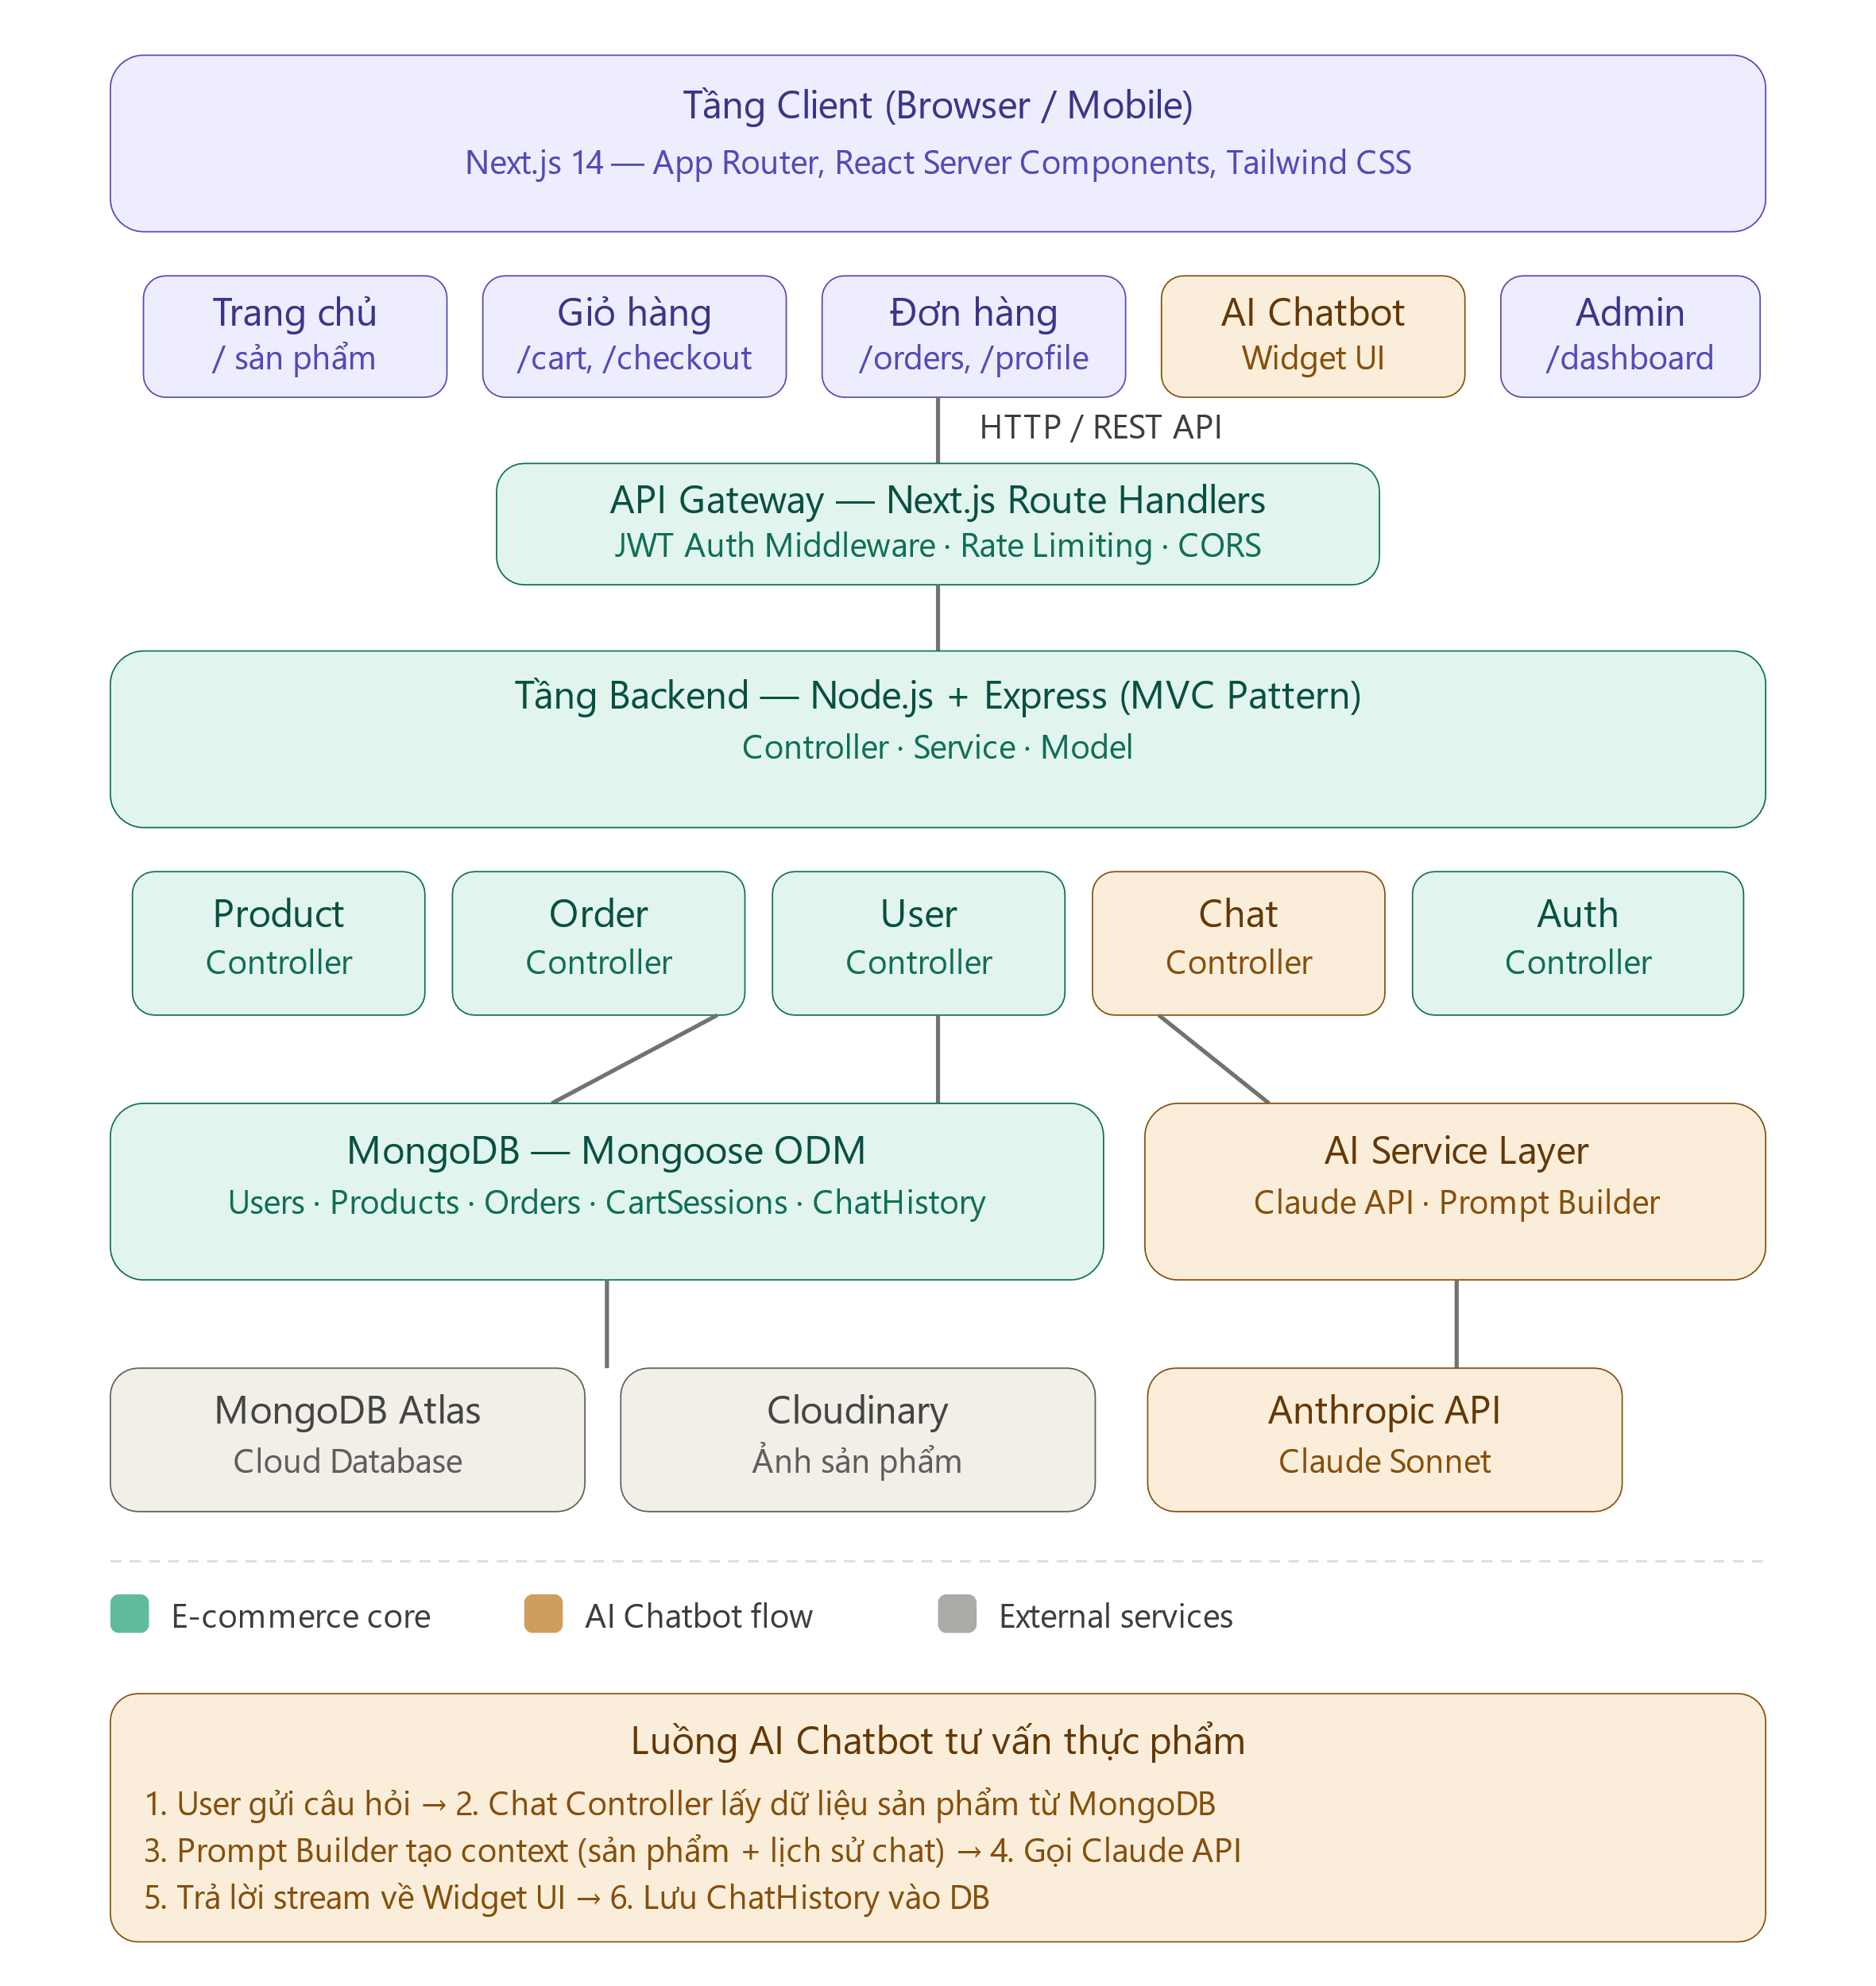 Tầng Client (Browser / Mobile)
Next.js 14 — App Router, React Server Components, Tailwind CSS
Trang chủ
/ sản phẩm
Giỏ hàng
/cart, /checkout
Đơn hàng
/orders, /profile
AI Chatbot
Widget UI
Admin
/dashboard
HTTP / REST API
API Gateway — Next.js Route Handlers
JWT Auth Middleware · Rate Limiting · CORS
Tầng Backend — Node.js + Express (MVC Pattern)
Controller · Service · Model
Product
Controller
Order
Controller
User
Controller
Chat
Controller
Auth
Controller
MongoDB — Mongoose ODM
Users · Products · Orders · CartSessions · ChatHistory
AI Service Layer
Claude API · Prompt Builder
MongoDB Atlas
Cloud Database
Cloudinary
Ảnh sản phẩm
Anthropic API
Claude Sonnet
E-commerce core
AI Chatbot flow
External services
Luồng AI Chatbot tư vấn thực phẩm
1. User gửi câu hỏi → 2. Chat Controller lấy dữ liệu sản phẩm từ MongoDB
3. Prompt Builder tạo context (sản phẩm + lịch sử chat) → 4. Gọi Claude API
5. Trả lời stream về Widget UI → 6. Lưu ChatHistory vào DB